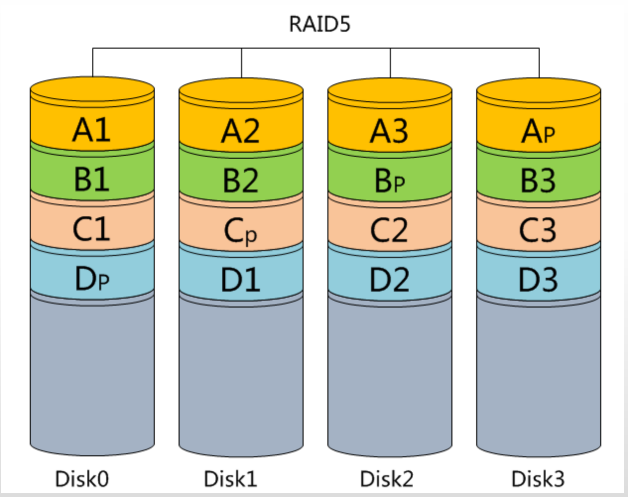 RAID5
A1 A2 A3 AP
B1 B2 BP B3
C1 Cp C2 C3
DP D1 D2 D3
Disk0 Disk1 Disk2 Disk3